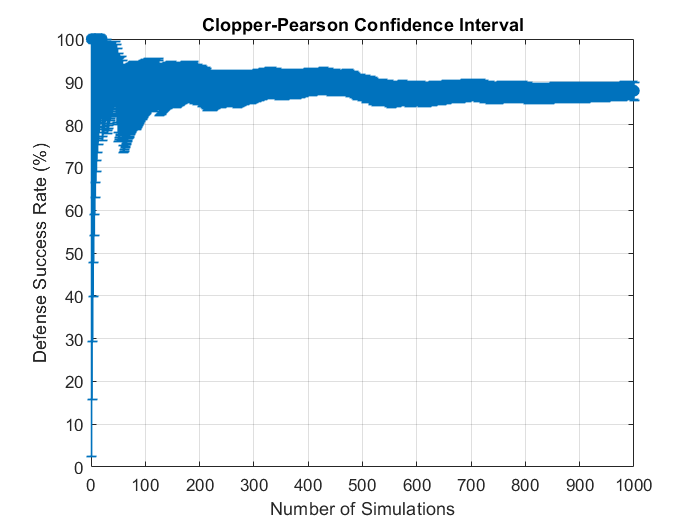 Clopper-Pearson Confidence Interval
100
90
80
70
60
50
40
30
20
10
0
Defense Success Rate (%)
0 100 200 300 400 500 600 700 800 900 1000
Number of Simulations